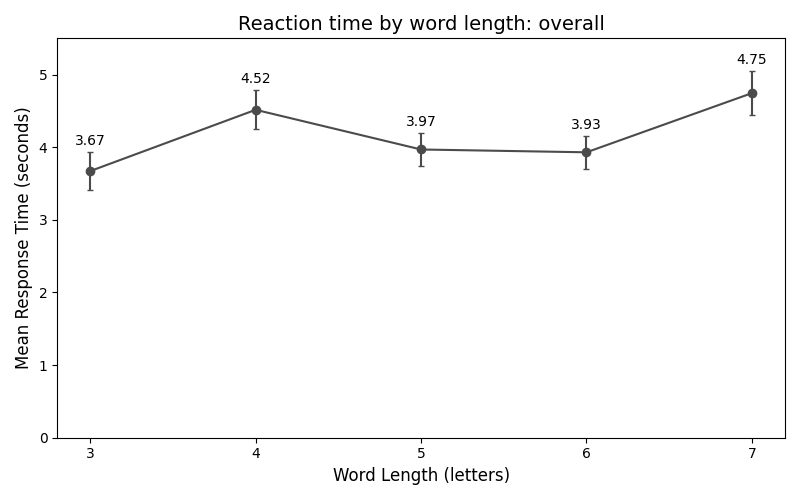 Reaction time by word length: overall
5
4
3
2
1
0
Mean Response Time (seconds)
3.67
4.52
3.97
3.93
4.75
3 4 5 6 7
Word Length (letters)